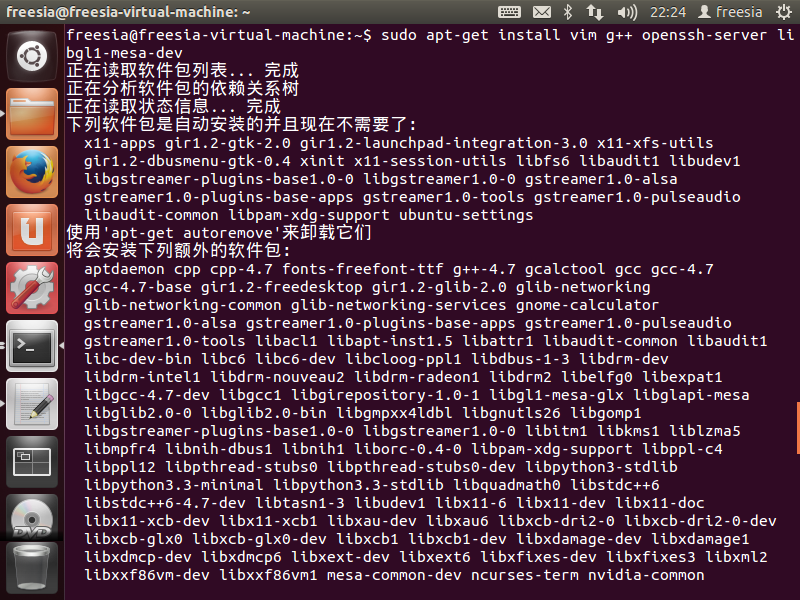 freesia@freesia-virtual-machine: ~ 22:24 freesia
freesia@freesia-virtual-machine:~$ sudo apt-get install vim g++ openssh-server li
bgl1-mesa-dev
正在读取软件包列表... 完成
正在分析软件包的依赖关系树
正在读取状态信息... 完成
下列软件包是自动安装的并且现在不需要了:
x11-apps gir1.2-gtk-2.0 gir1.2-launchpad-integration-3.0 x11-xfs-utils
gir1.2-dbusmenu-gtk-0.4 xinit x11-session-utils libfs6 libaudit1 libudev1
libgstreamer-plugins-base1.0-0 libgstreamer1.0-0 gstreamer1.0-alsa
gstreamer1.0-plugins-base-apps gstreamer1.0-tools gstreamer1.0-pulseaudio
libaudit-common libpam-xdg-support ubuntu-settings
使用'apt-get autoremove'来卸载它们
将会安装下列额外的软件包:
aptdaemon cpp cpp-4.7 fonts-freefont-ttf g++-4.7 gcalctool gcc gcc-4.7
gcc-4.7-base gir1.2-freedesktop gir1.2-glib-2.0 glib-networking
glib-networking-common glib-networking-services gnome-calculator
gstreamer1.0-alsa gstreamer1.0-plugins-base-apps gstreamer1.0-pulseaudio
gstreamer1.0-tools libacl1 libapt-inst1.5 libattr1 libaudit-common libaudit1
libc-dev-bin libc6 libc6-dev libcloog-ppl1 libdbus-1-3 libdrm-dev
libdrm-intel1 libdrm-nouveau2 libdrm-radeon1 libdrm2 libelfg0 libexpat1
libgcc-4.7-dev libgcc1 libgirepository-1.0-1 libgl1-mesa-glx libglapi-mesa
libglib2.0-0 libglib2.0-bin libgmpxx4ldbl libgnutls26 libgomp1
libgstreamer-plugins-base1.0-0 libgstreamer1.0-0 libitm1 libkms1 liblzma5
libmpfr4 libnih-dbus1 libnih1 liborc-0.4-0 libpam-xdg-support libppl-c4
libppl12 libpthread-stubs0 libpthread-stubs0-dev libpython3-stdlib
libpython3.3-minimal libpython3.3-stdlib libquadmath0 libstdc++6
libstdc++6-4.7-dev libtasn1-3 libudev1 libx11-6 libx11-dev libx11-doc
libx11-xcb-dev libx11-xcb1 libxau-dev libxau6 libxcb-dri2-0 libxcb-dri2-0-dev
libxcb-glx0 libxcb-glx0-dev libxcb1 libxcb1-dev libxdamage-dev libxdamage1
libxdmcp-dev libxdmcp6 libxext-dev libxext6 libxfixes-dev libxfixes3 libxml2
libxxf86vm-dev libxxf86vm1 mesa-common-dev ncurses-term nvidia-common
DVD